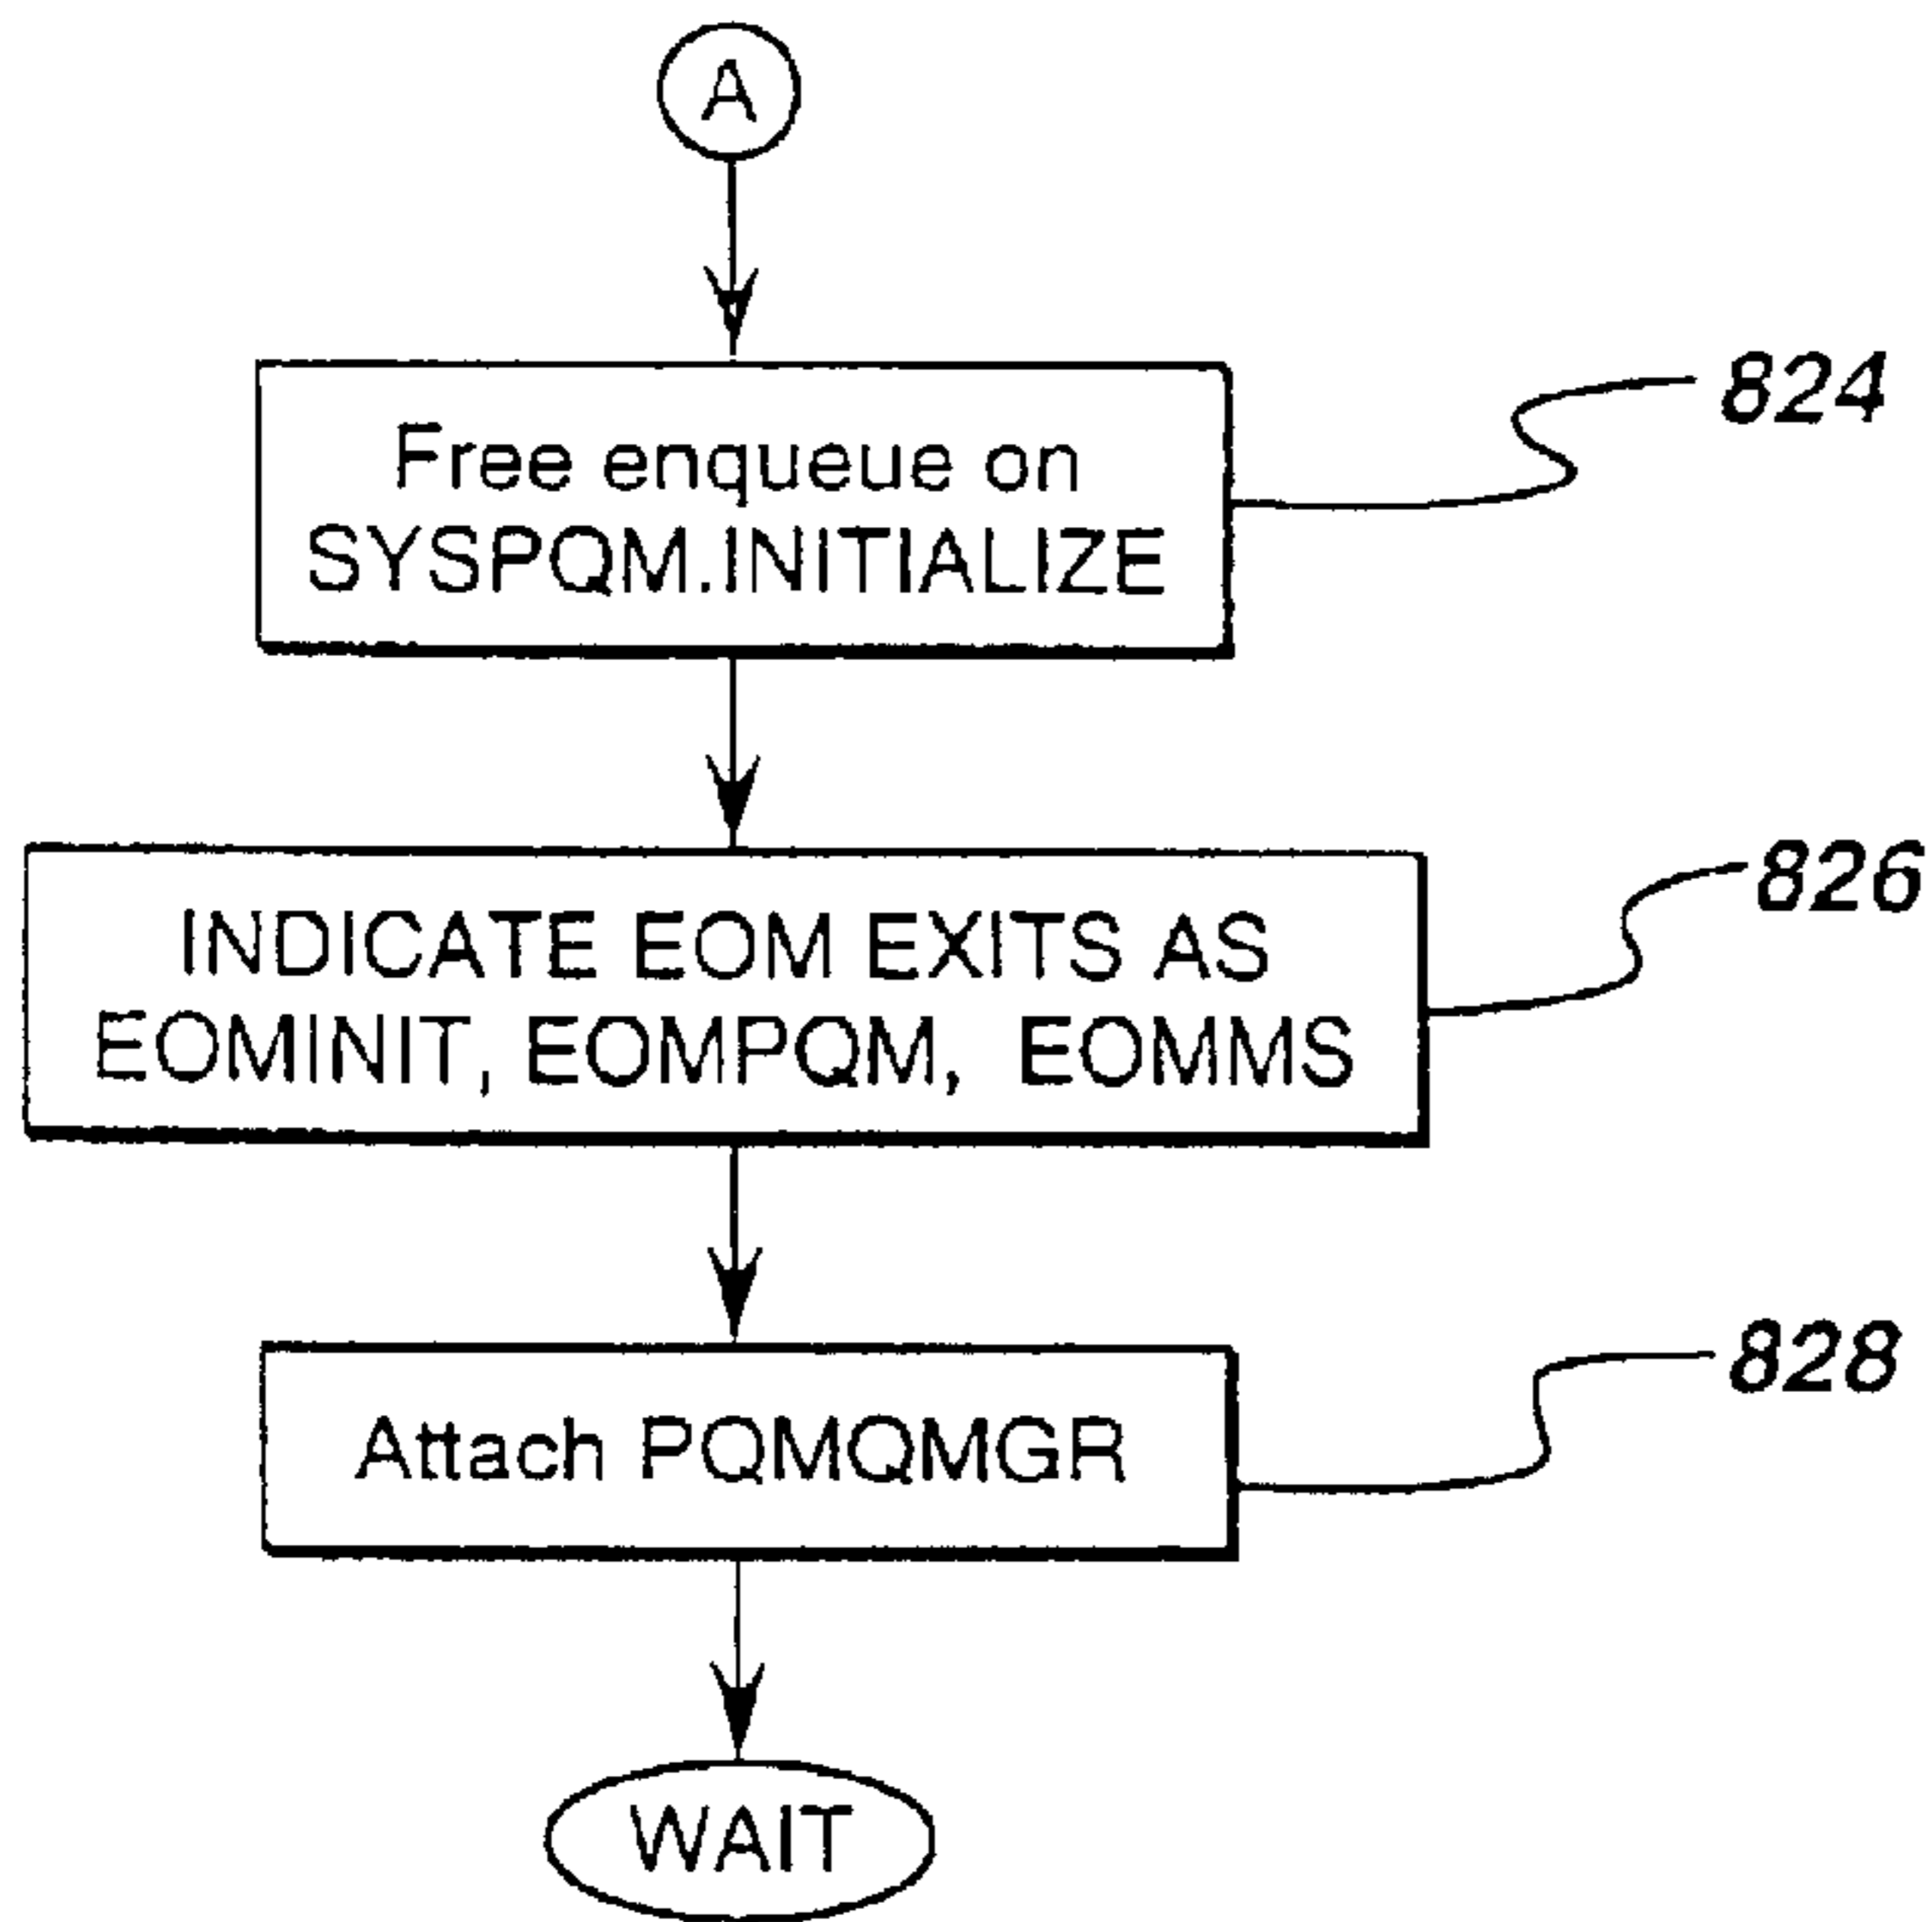 A
Free enqueue on
SYSPQM.INITIALIZE
824
INDICATE EOM EXITS AS
EOMINIT, EOMPQM, EOMMS
826
Attach PQMQMGR
828
WAIT